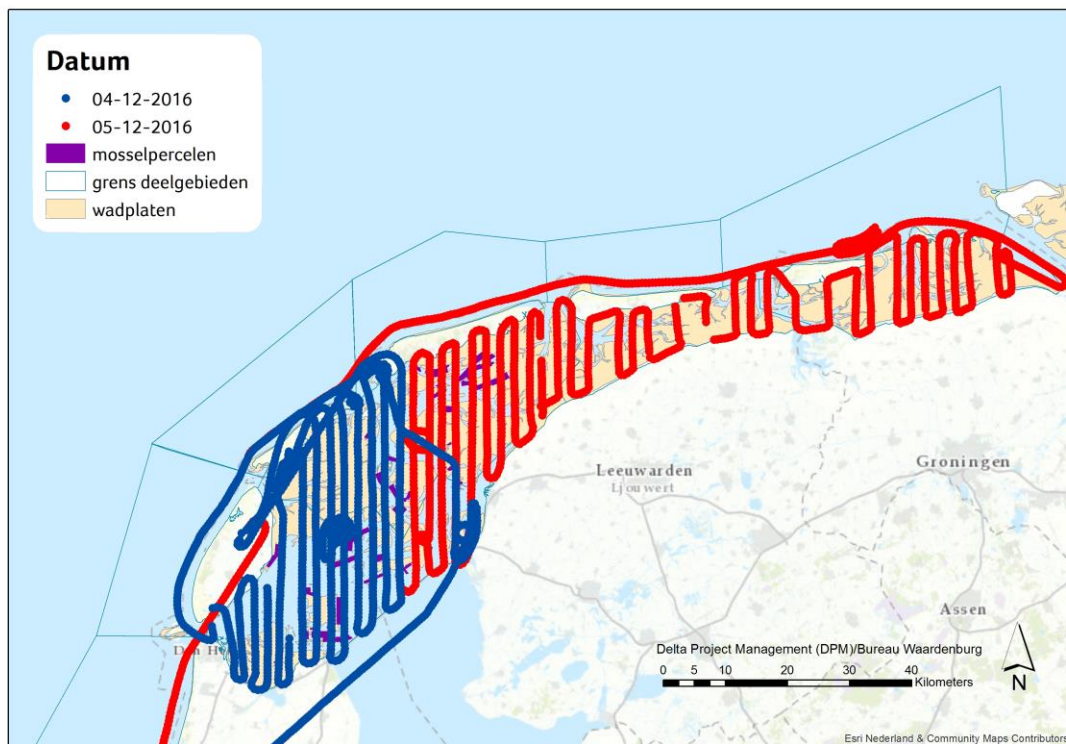 Datum
04-12-2016
05-12-2016
mosselpercelen
grens deelgebieden
wadplaten
Leeuwarden
Ljouwert
Groningen
Assen
Delta Project Management (DPM)/Bureau Waardenburg
0 5 10 20 30 40
Kilometers
N
Esri Nederland & Community Maps Contributors